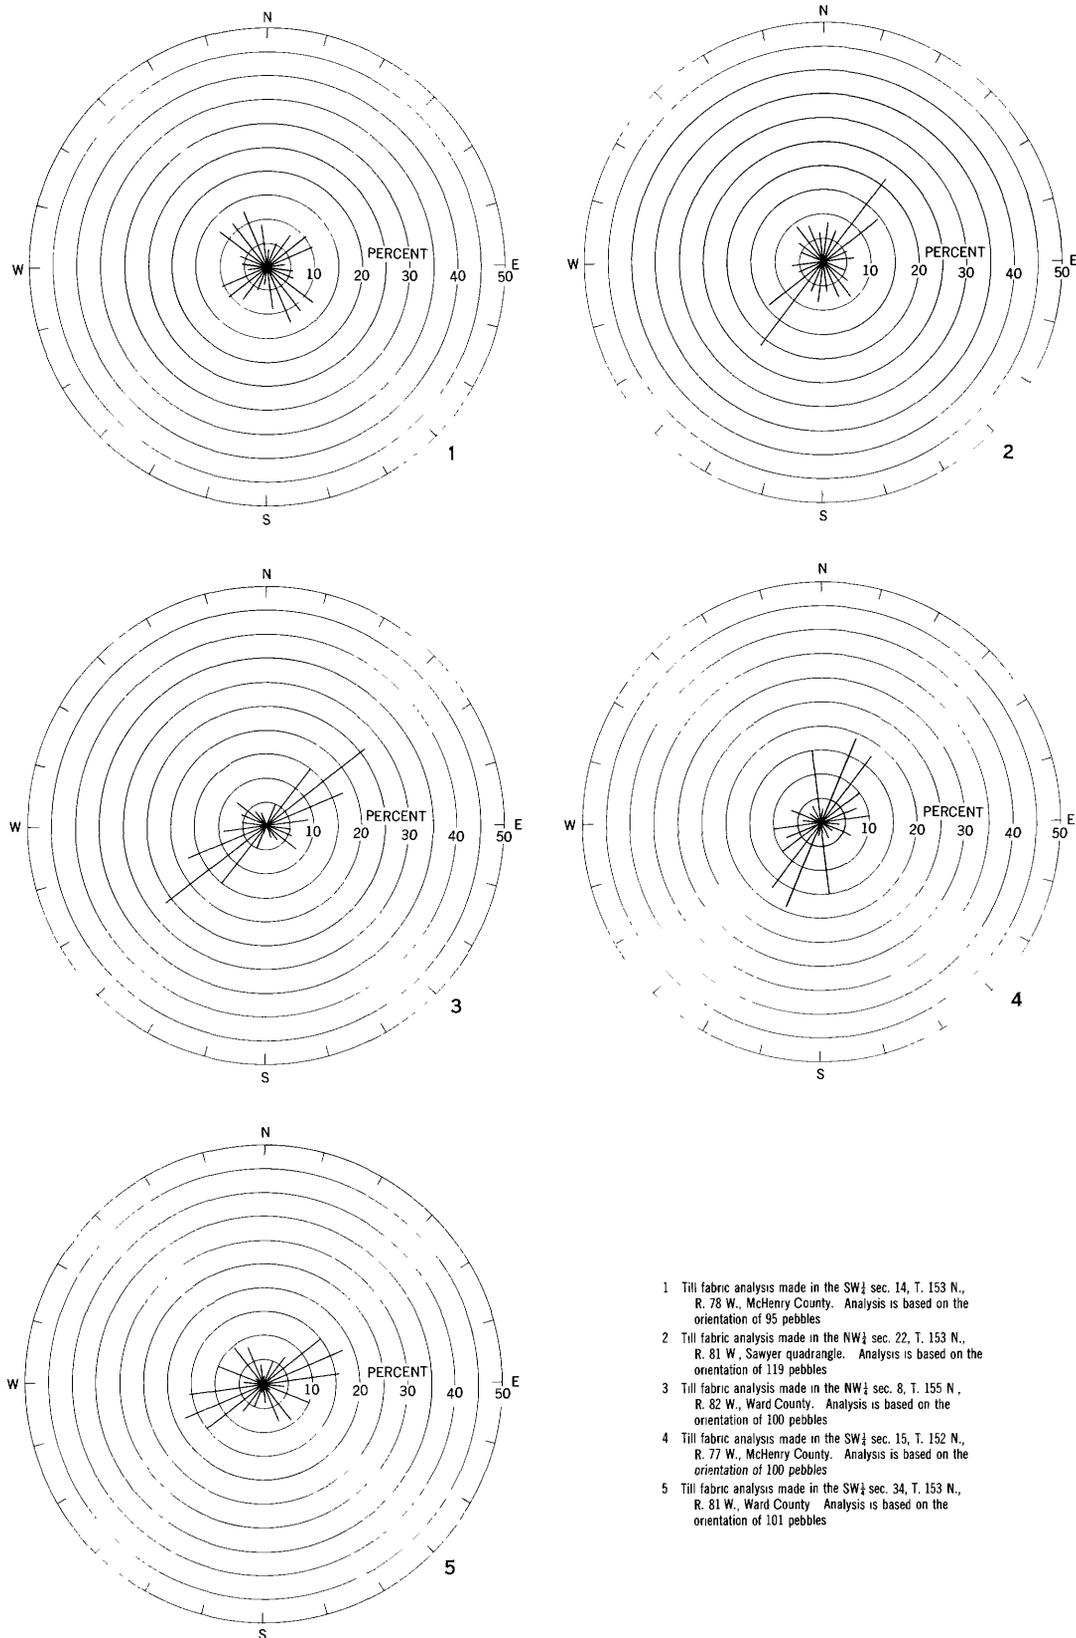 N
N
W
PERCENT
10 20 30 40 50
E
W
PERCENT
10 20 30 40 50
E
1
2
S
S
N
N
W
PERCENT
10 20 30 40 50
E
W
PERCENT
10 20 30 40 50
E
3
4
S
S
N
W
PERCENT
10 20 30 40 50
E
5
S
1 Till fabric analysis made in the SW¼ sec. 14, T. 153 N.,
R. 78 W., McHenry County. Analysis is based on the
orientation of 95 pebbles
2 Till fabric analysis made in the NW¼ sec. 22, T. 153 N.,
R. 81 W, Sawyer quadrangle. Analysis is based on the
orientation of 119 pebbles
3 Till fabric analysis made in the NW¼ sec. 8, T. 155 N,
R. 82 W., Ward County. Analysis is based on the
orientation of 100 pebbles
4 Till fabric analysis made in the SW¼ sec. 15, T. 152 N.,
R. 77 W., McHenry County. Analysis is based on the
orientation of 100 pebbles
5 Till fabric analysis made in the SW¼ sec. 34, T. 153 N.,
R. 81 W., Ward County Analysis is based on the
orientation of 101 pebbles